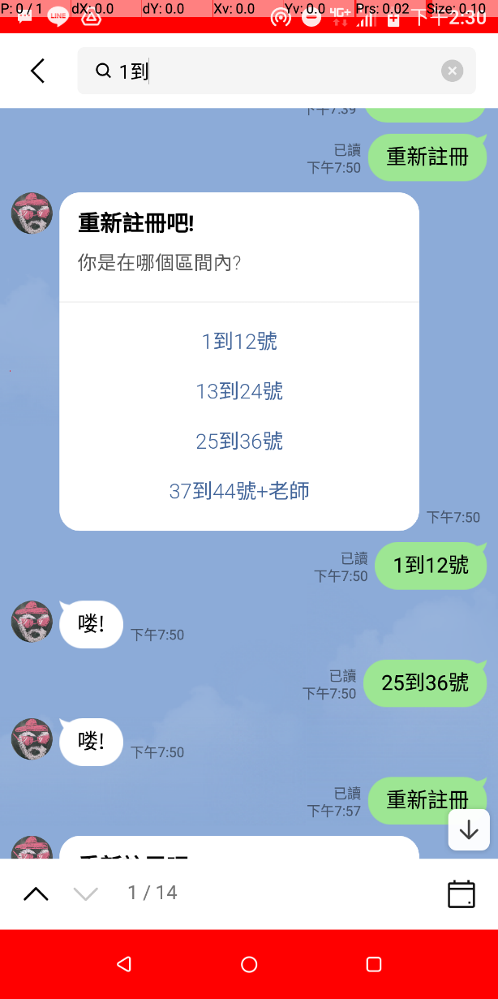 P: 0 / 1 dX: 0.0 dY: 0.0 Xv: 0.0 Yv: 0.0 Prs: 0.02 Size: 0.10
LINE 4G+ 下午2:30
1到
下午7:39
已讀
下午7:50
重新註冊
重新註冊吧!
你是在哪個區間內?
1到12號
13到24號
25到36號
37到44號+老師
下午7:50
已讀
下午7:50
1到12號
喽!
下午7:50
已讀
下午7:50
25到36號
喽!
下午7:50
已讀
下午7:57
重新註冊
1 / 14